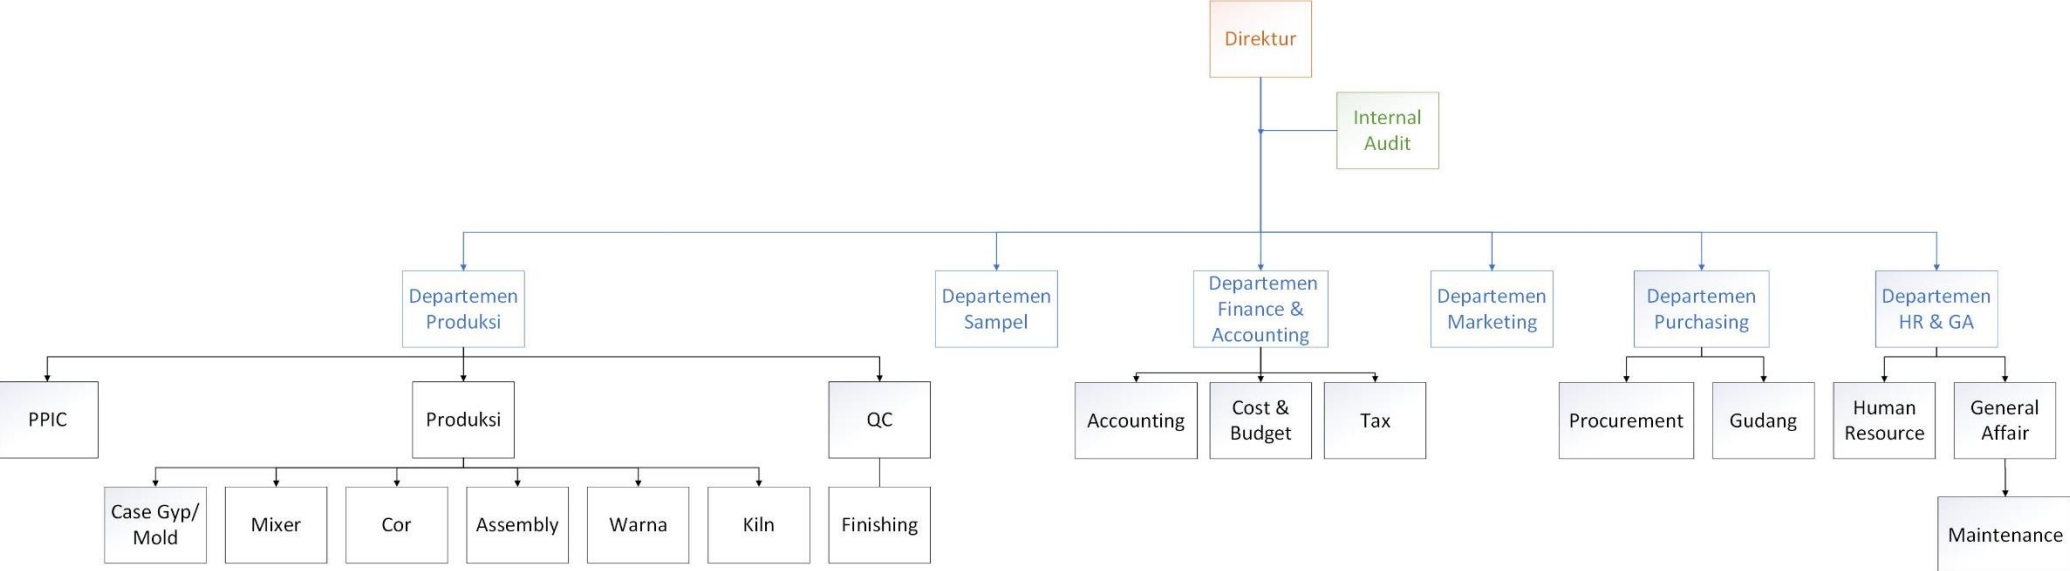 Direktur
Internal
Audit
Departemen
Produksi
Departemen
Sampel
Departemen
Finance &
Accounting
Departemen
Marketing
Departemen
Purchasing
Departemen
HR & GA
PPIC
Produksi
QC
Accounting
Cost &
Budget
Tax
Procurement
Gudang
Human
Resource
General
Affair
Case Gyp/
Mold
Mixer
Cor
Assembly
Warna
Kiln
Finishing
Maintenance